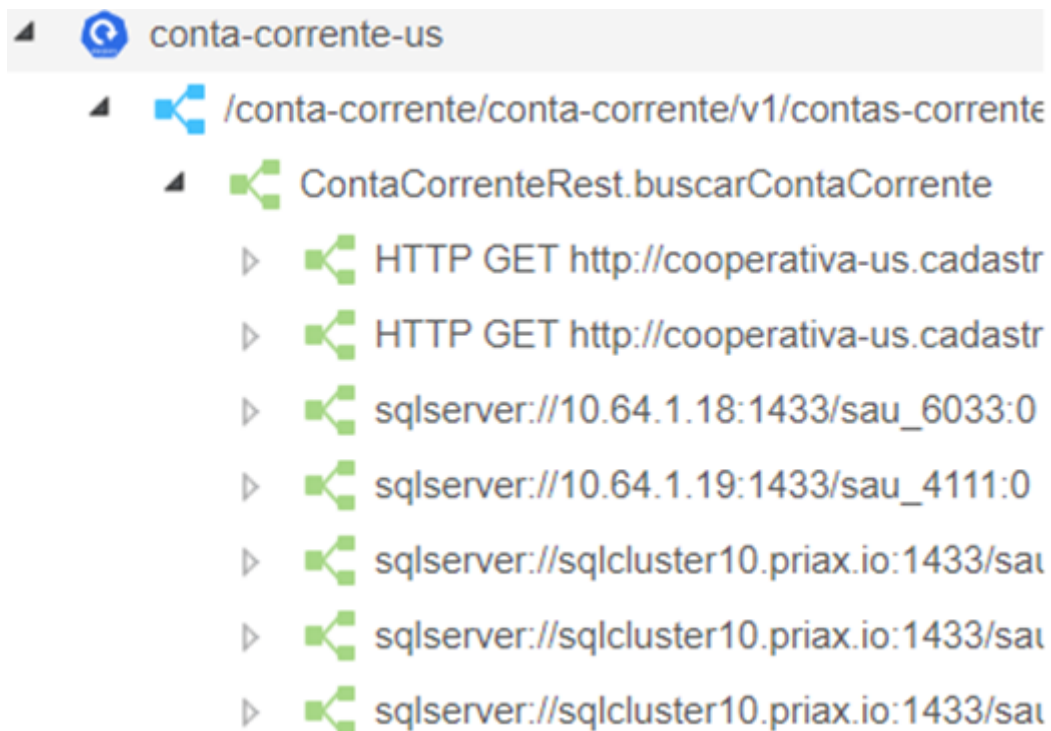 conta-corrente-us
/conta-corrente/conta-corrente/v1/contas-corrente
ContaCorrenteRest.buscarContaCorrente
HTTP GET http://cooperativa-us.cadastr
HTTP GET http://cooperativa-us.cadastr
sqlserver://10.64.1.18:1433/sau_6033:0
sqlserver://10.64.1.19:1433/sau_4111:0
sqlserver://sqlcluster10.priax.io:1433/sau
sqlserver://sqlcluster10.priax.io:1433/sau
sqlserver://sqlcluster10.priax.io:1433/sau